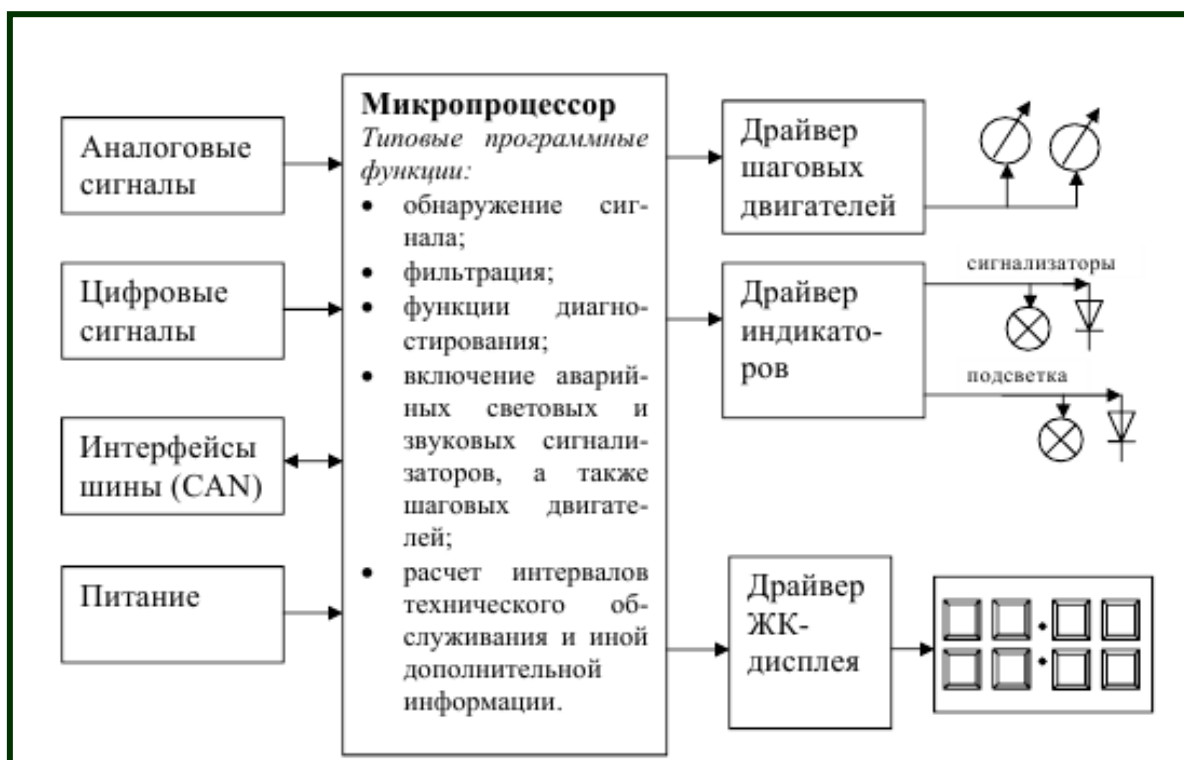 Аналоговые
сигналы
Цифровые
сигналы
Интерфейсы
шины (CAN)
Питание
Микропроцессор
Типовые программные
функции:
• обнаружение сиг-
нала;
• фильтрация;
• функции диагно-
стирования;
• включение аварий-
ных световых и
звуковых сигнали-
заторов, а также
шаговых двигате-
лей;
• расчет интервалов
технического об-
служивания и иной
дополнительной
информации.
Драйвер
шаговых
двигателей
Драйвер
индикато-
ров
сигнализаторы
подсветка
Драйвер
ЖК-
дисплея